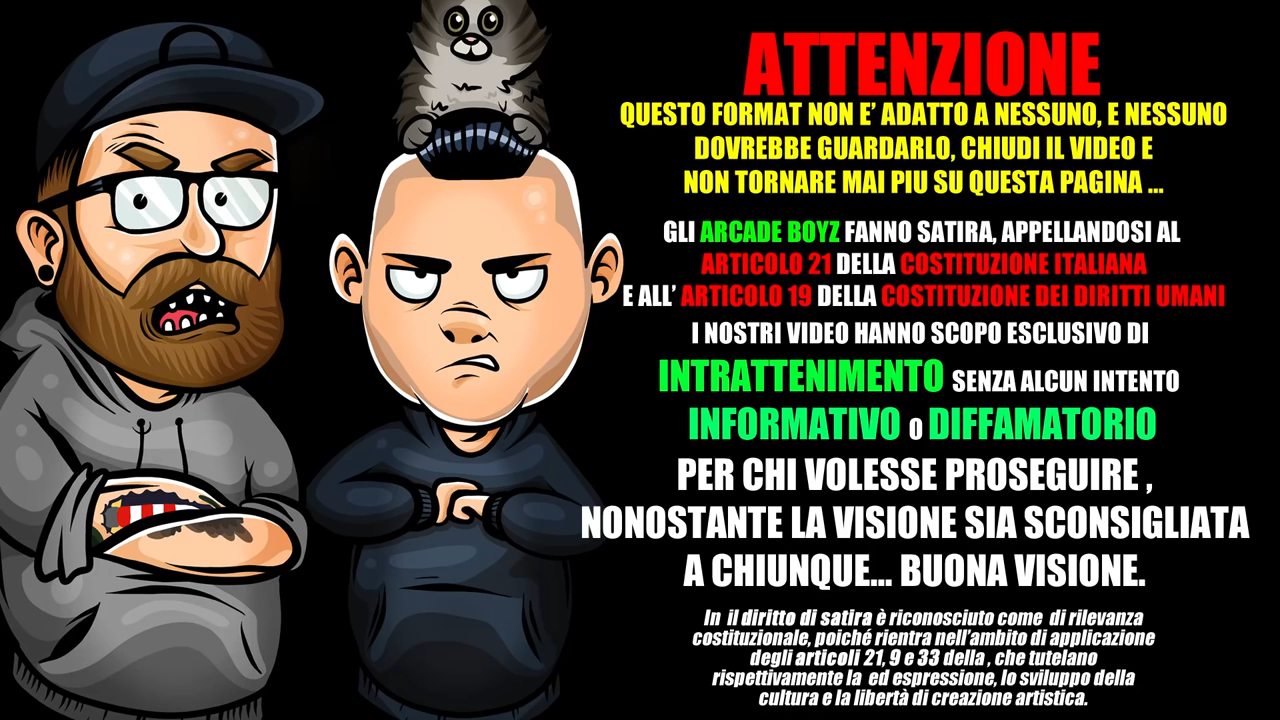 ATTENZIONE
QUESTO FORMAT NON E' ADATTO A NESSUNO, E NESSUNO
DOVREBBE GUARDARLO, CHIUDI IL VIDEO E
NON TORNARE MAI PIU SU QUESTA PAGINA ...
GLI ARCADE BOYZ FANNO SATIRA, APPELLANDOSI AL
ARTICOLO 21 DELLA COSTITUZIONE ITALIANA
E ALL' ARTICOLO 19 DELLA COSTITUZIONE DEI DIRITTI UMANI
I NOSTRI VIDEO HANNO SCOPO ESCLUSIVO DI
INTRATTENIMENTO SENZA ALCUN INTENTO
INFORMATIVO O DIFFAMATORIO
PER CHI VOLESSE PROSEGUIRE ,
NONOSTANTE LA VISIONE SIA SCONSIGLIATA
A CHIUNQUE... BUONA VISIONE.
In il diritto di satira è riconosciuto come di rilevanza
costituzionale, poiché rientra nell'ambito di applicazione
degli articoli 21, 9 e 33 della , che tutelano
rispettivamente la ed espressione, lo sviluppo della
cultura e la libertà di creazione artistica.